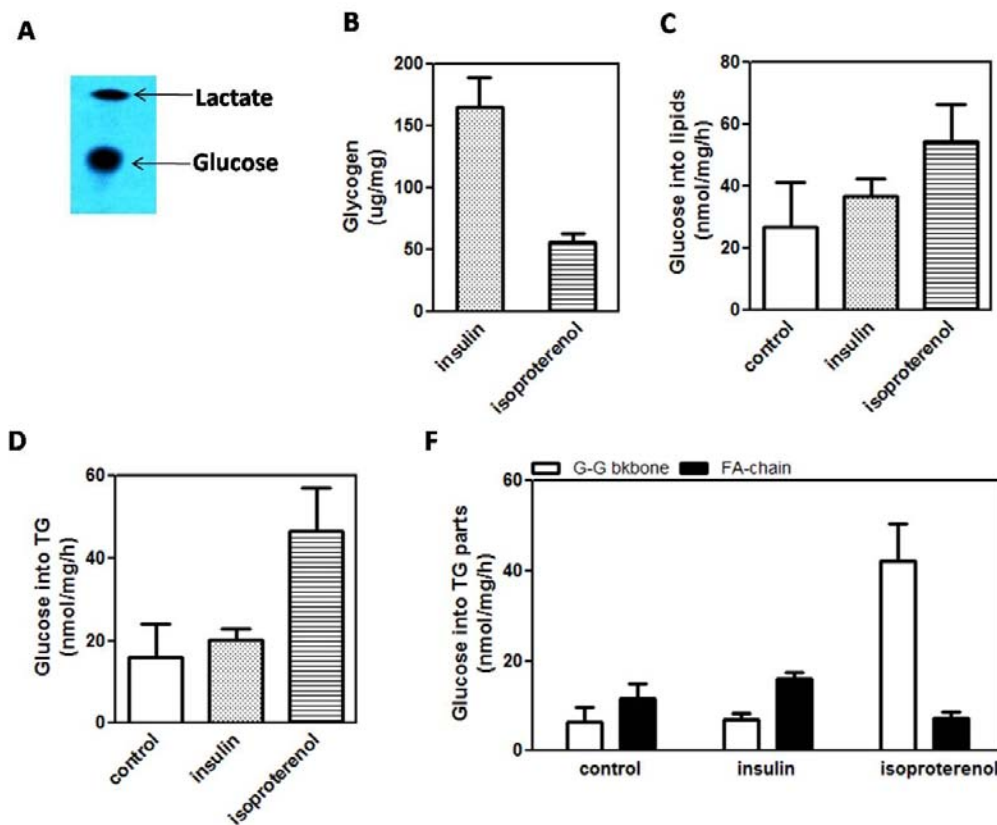 A
Lactate
Glucose
B
Glycogen
(ug/mg)
200
150
100
50
0
insulin
isoproterenol
C
Glucose into lipids
(nmol/mg/h)
80
60
40
20
0
control
insulin
isoproterenol
D
Glucose into TG
(nmol/mg/h)
60
40
20
0
control
insulin
isoproterenol
F
G-G bkbone FA-chain
Glucose into TG parts
(nmol/mg/h)
60
40
20
0
control
insulin
isoproterenol